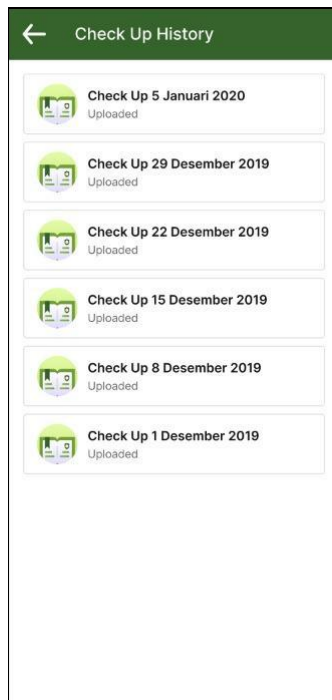 Check Up History
Check Up 5 Januari 2020
Uploaded
Check Up 29 Desember 2019
Uploaded
Check Up 22 Desember 2019
Uploaded
Check Up 15 Desember 2019
Uploaded
Check Up 8 Desember 2019
Uploaded
Check Up 1 Desember 2019
Uploaded